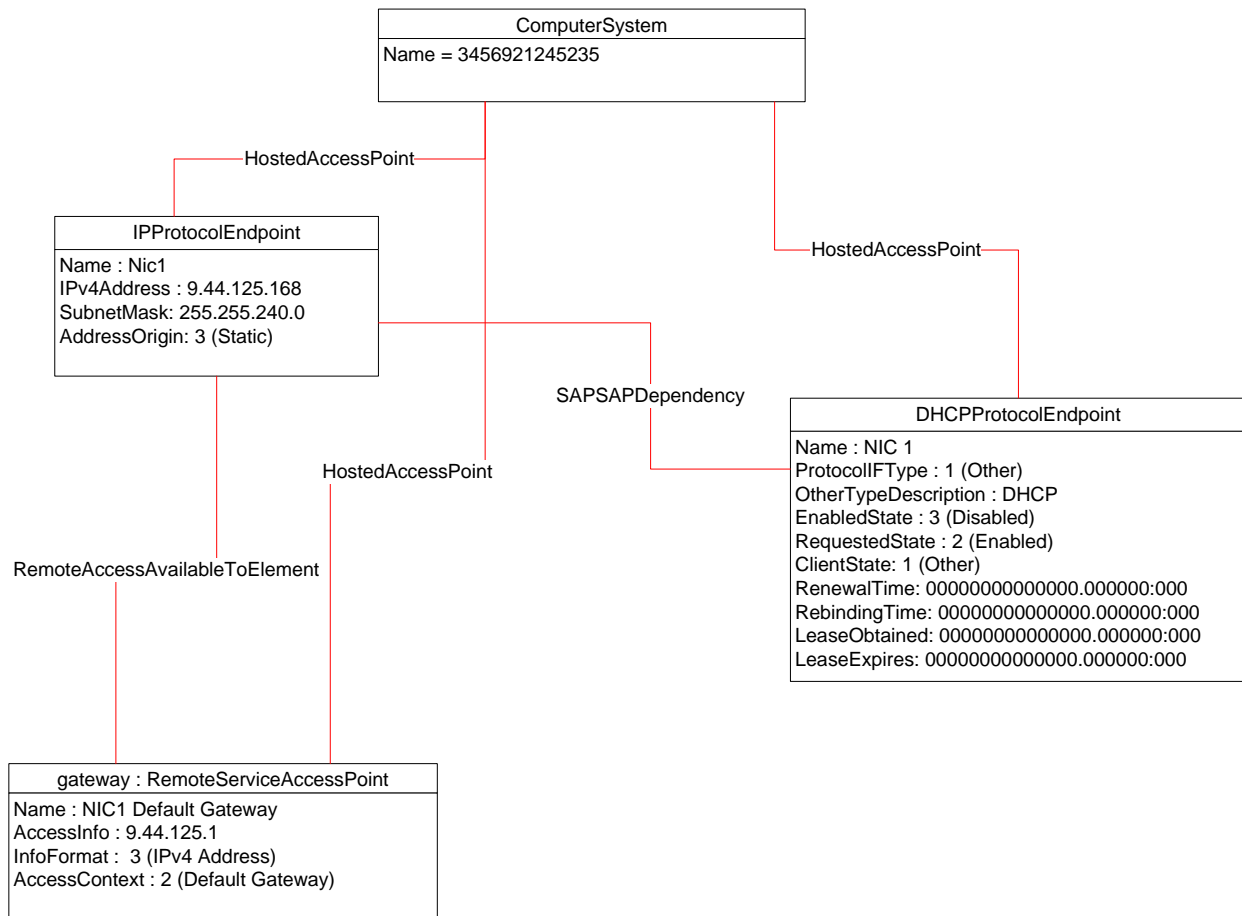 ComputerSystem
Name = 3456921245235
HostedAccessPoint
IPProtocolEndpoint
Name : Nic1
IPv4Address : 9.44.125.168
SubnetMask: 255.255.240.0
AddressOrigin: 3 (Static)
HostedAccessPoint
SAPSAPDependency
DHCPProtocolEndpoint
Name : NIC 1
ProtocolIFType : 1 (Other)
OtherTypeDescription : DHCP
EnabledState : 3 (Disabled)
RequestedState : 2 (Enabled)
ClientState: 1 (Other)
RenewalTime: 00000000000000.000000:000
RebindingTime: 00000000000000.000000:000
LeaseObtained: 00000000000000.000000:000
LeaseExpires: 00000000000000.000000:000
HostedAccessPoint
RemoteAccessAvailableToElement
gateway : RemoteServiceAccessPoint
Name : NIC1 Default Gateway
AccessInfo : 9.44.125.1
InfoFormat :  3 (IPv4 Address)
AccessContext : 2 (Default Gateway)